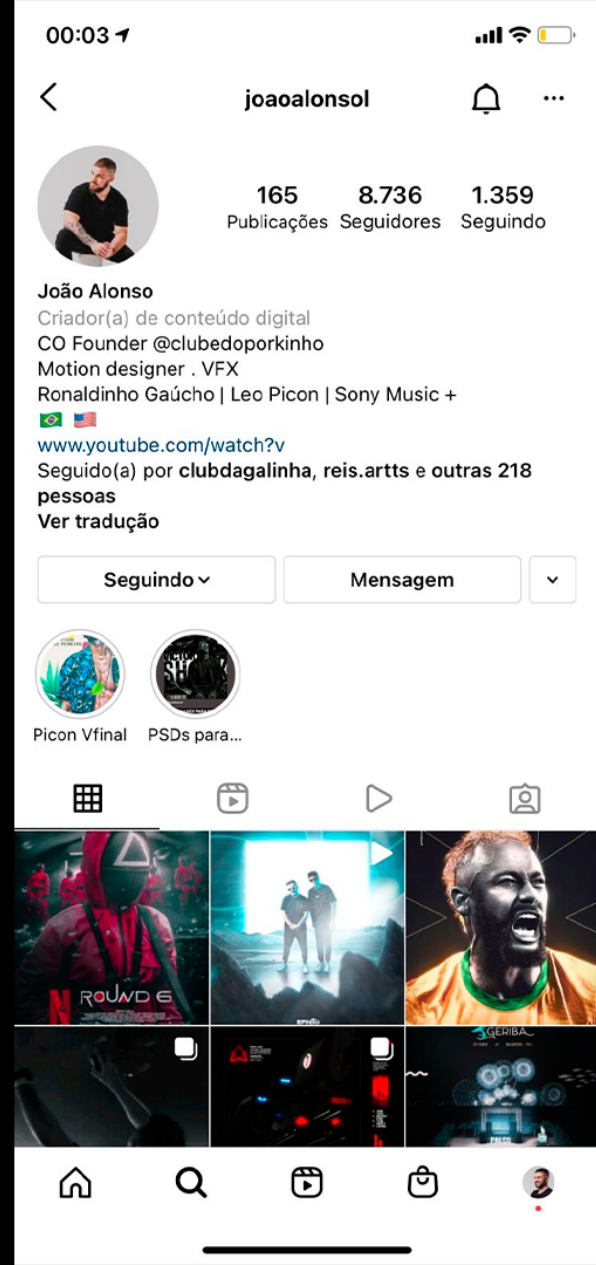 00:03
joaoalonsol
165 8.736 1.359
Publicações Seguidores Seguindo
João Alonso
Criador(a) de conteúdo digital
CO Founder @clubedoporkinho
Motion designer . VFX
Ronaldinho Gaúcho | Leo Picon | Sony Music +
www.youtube.com/watch?v
Seguido(a) por clubdagalinha, reis.artts e outras 218
pessoas
Ver tradução
Seguindo Mensagem
Picon Vfinal PSDs para...
N ROUND 6
GERIBA
PALCO